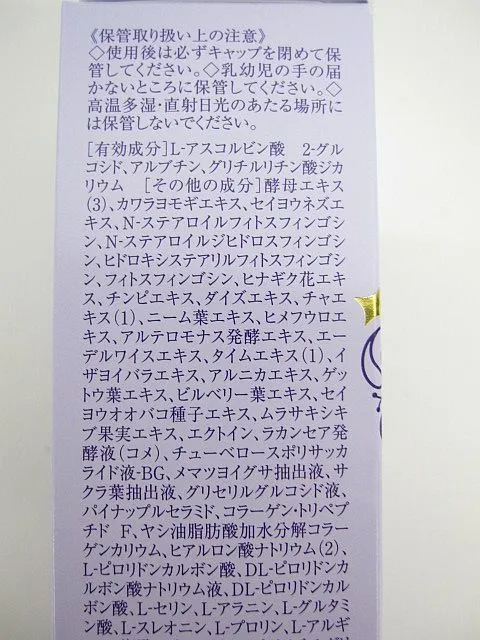 《保管取り扱い上の注意》
◇使用後は必ずキャップを閉めて保
管してください。◇乳幼児の手の届
かないところに保管してください。◇
高温多湿・直射日光のあたる場所に
は保管しないでください。
[有効成分]L-アスコルビン酸 2-グル
コシド、アルブチン、グリチルリチン酸ジカ
リウム [その他の成分]酵母エキス
(3)、カワラヨモギエキス、セイヨウネズエ
キス、N-ステアロイルフィトスフィンゴシ
ン、N-ステアロイルジヒドロスフィンゴシ
ン、ヒドロキシステアリルフィトスフィンゴ
シン、フィトスフィンゴシン、ヒナギク花エキ
ス、チンピエキス、ダイズエキス、チャエ
キス(1)、ニーム葉エキス、ヒメフウロエ
キス、アルテロモナス発酵エキス、エー
デルワイスエキス、タイムエキス(1)、イ
ザヨイバラエキス、アルニカエキス、ゲッ
トウ葉エキス、ビルベリー葉エキス、セイ
ヨウオオバコ種子エキス、ムラサキシキ
ブ果実エキス、エクトイン、ラカンセア発
酵液(コメ)、チューベロースポリサッカ
ライド液-BG、メマツヨイグサ抽出液、サ
クラ葉抽出液、グリセリルグルコシド液、
パイナップルセラミド、コラーゲン・トリペプ
チド F、ヤシ油脂肪酸加水分解コラー
ゲンカリウム、ヒアルロン酸ナトリウム(2)、
L-ピロリドンカルボン酸、DL-ピロリドンカ
ルボン酸ナトリウム液、DL-ピロリドンカル
ボン酸、L-セリン、L-アラニン、L-グルタミ
ン酸、L-スレオニン、L-プロリン、L-アルギ